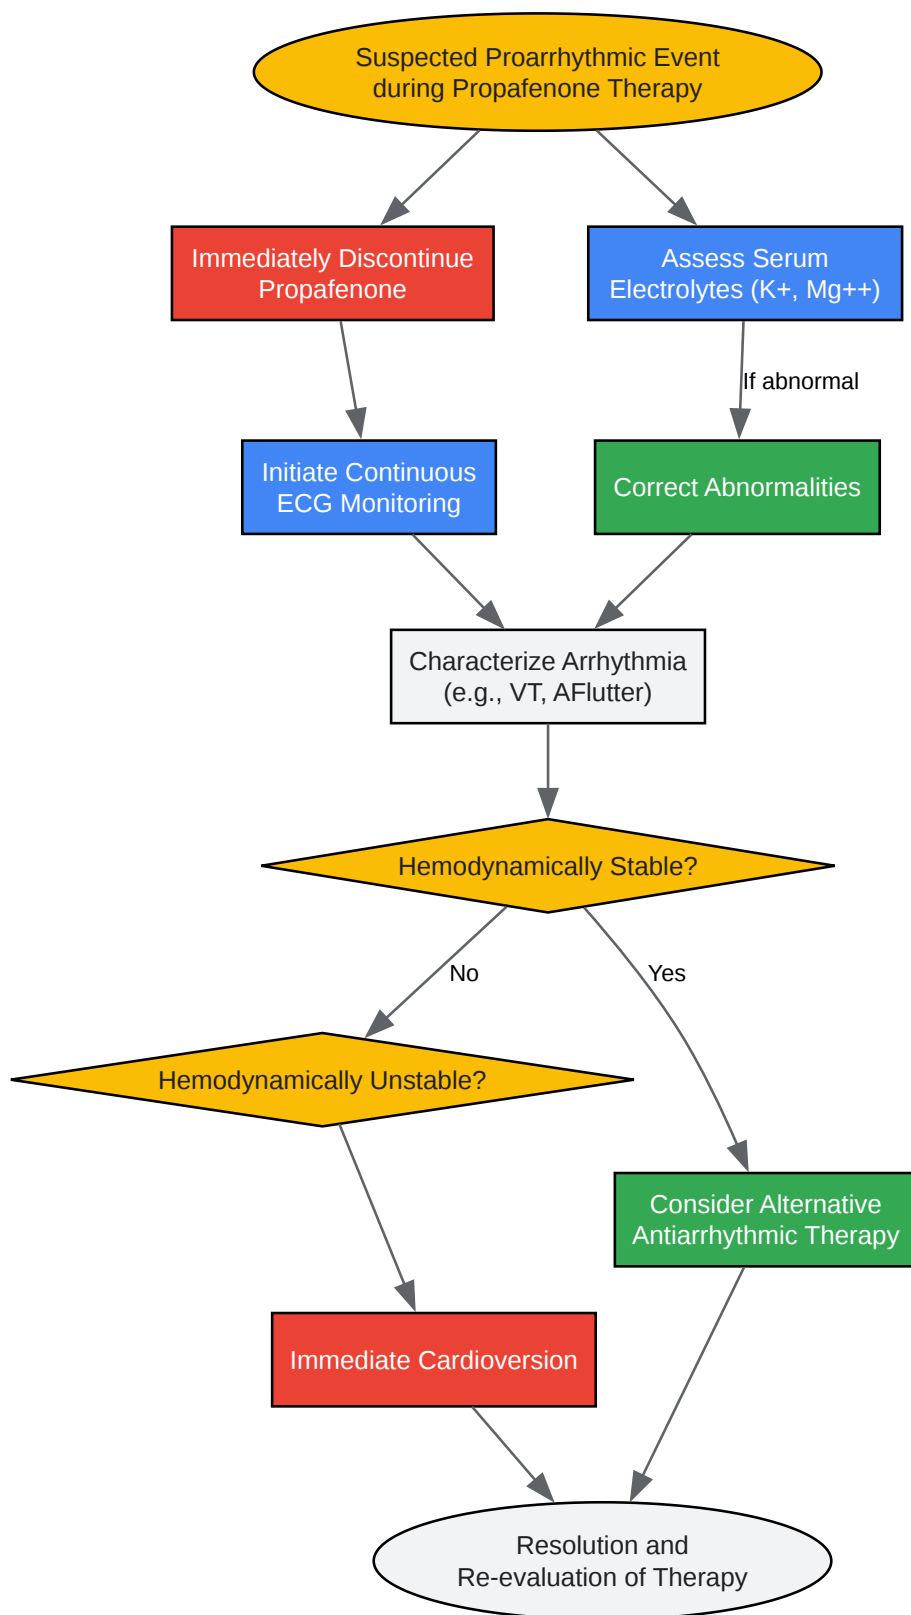 Suspected Proarrhythmic Event
during Propafenone Therapy
Immediately Discontinue
Propafenone
Assess Serum
Electrolytes (K+, Mg++)
If abnormal
Initiate Continuous
ECG Monitoring
Correct Abnormalities
Characterize Arrhythmia
(e.g., VT, AFlutter)
Hemodynamically Stable?
No
Yes
Hemodynamically Unstable?
Consider Alternative
Antiarrhythmic Therapy
Immediate Cardioversion
Resolution and
Re-evaluation of Therapy